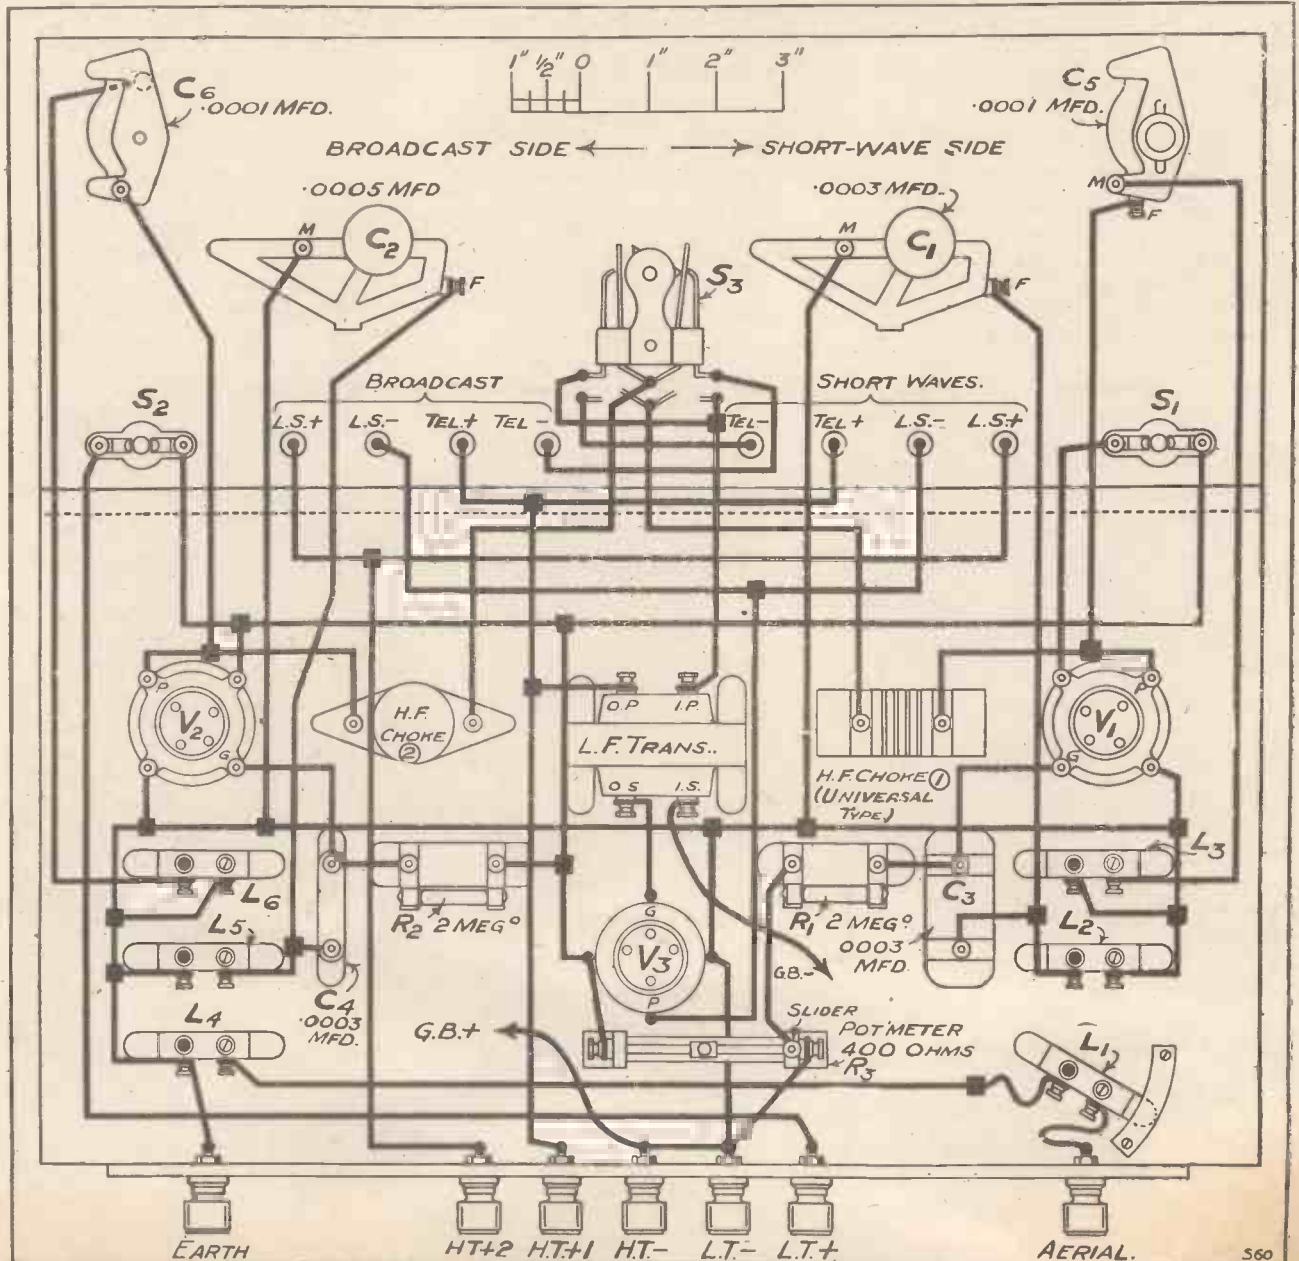 1" 1/2" 0 1" 2" 3"
C6
.0001 MFD.
C5
.0001 MFD.
BROADCAST SIDE ← → SHORT-WAVE SIDE
.0005 MFD
.0003 MFD.
M
F
M
C2
F
M
C1
F
S3
BROADCAST
SHORT WAVES.
S2
L.S.+ L.S.- TEL.+ TEL-
TEL- TEL+ L.S.- L.S.+
S1
P
V2
G
H.F.
CHOKE
②
O.P I.P.
L.F. TRANS..
O S I.S.
H.F. CHOKE ①
(UNIVERSAL
TYPE)
P
V1
G
L6
L3
R2 2 MEGº
R1 2 MEGº
C3
.0003
MFD.
L5
L2
G
V3
P
G.B.-
C4
.0003
MFD.
L4
G.B.+
SLIDER
POT'METER
400 OHMS
R3
L1
EARTH HT+2 H.T.+1 H.T.- L.T.- L.T.+ AERIAL.
S60